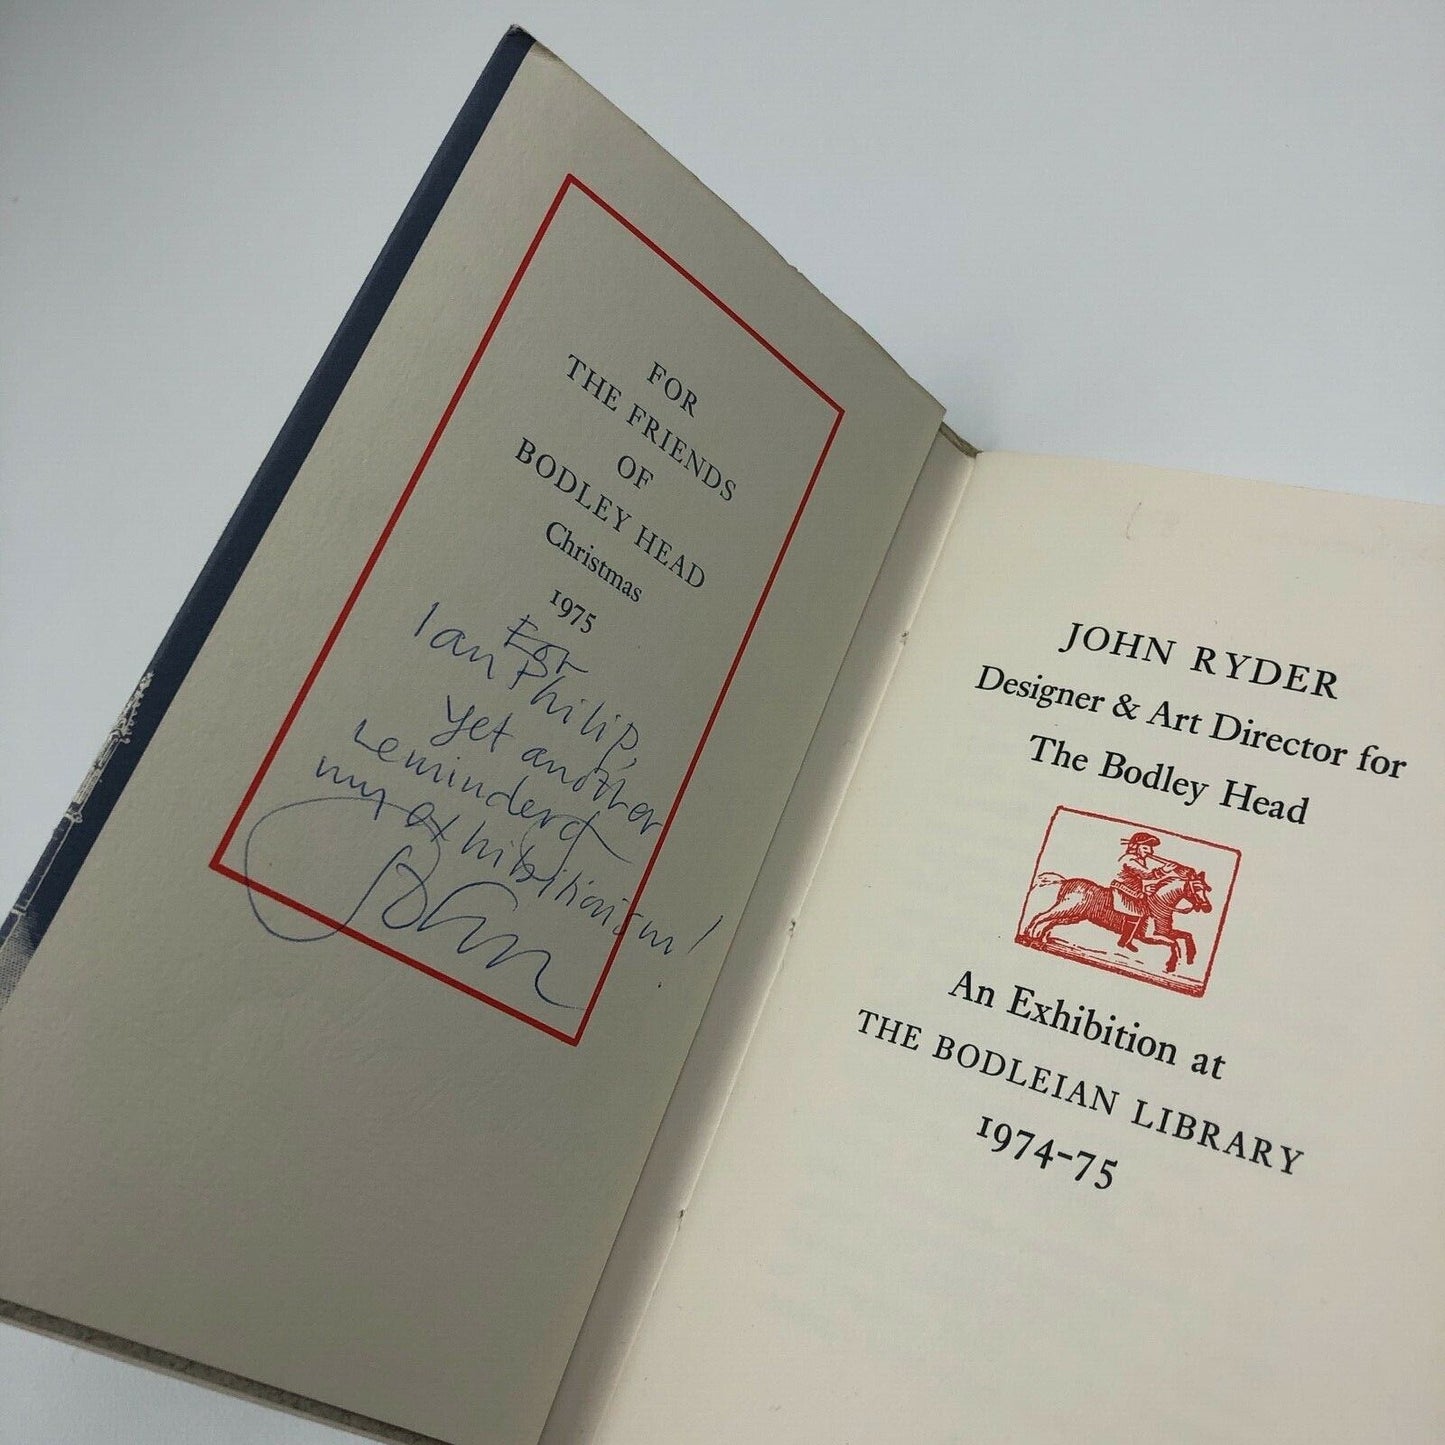 FOR
THE FRIENDS
OF
BODLEY HEAD
Christmas
1975
For
Ian Philip,
yet another
reminder of
my exhibitionism!
John
JOHN RYDER
Designer & Art Director for
The Bodley Head
An Exhibition at
THE BODLEIAN LIBRARY
1974-75